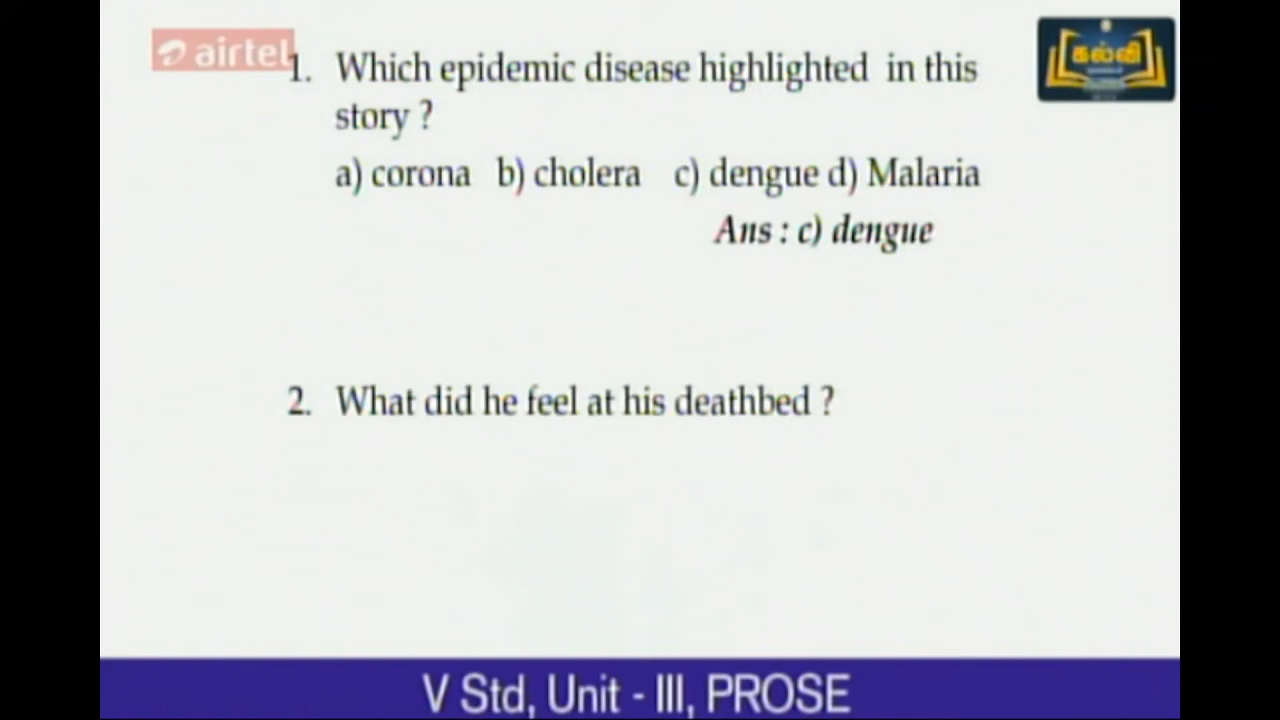 airtel
கல்வி
1. Which epidemic disease highlighted in this
story ?
a) corona b) cholera c) dengue d) Malaria
Ans : c) dengue
2. What did he feel at his deathbed ?
V Std, Unit - III, PROSE